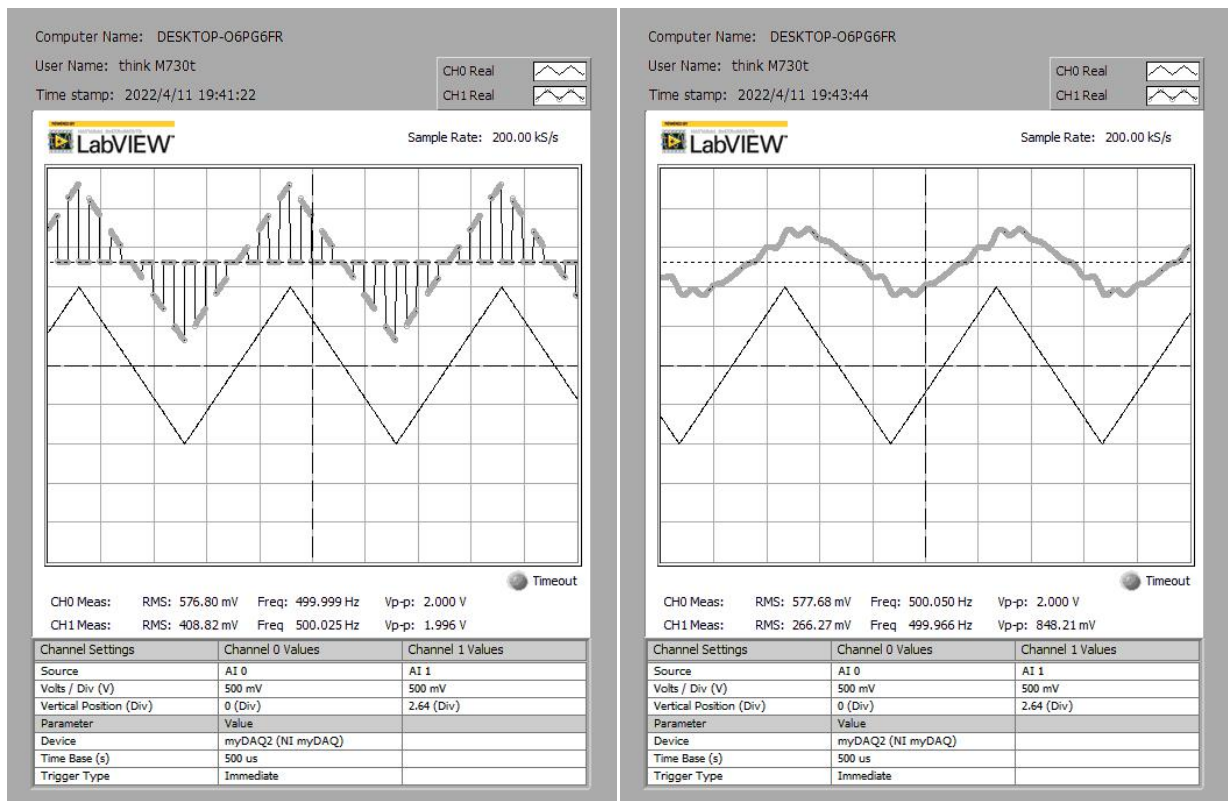 Computer Name: DESKTOP-O6PG6FR
User Name: think M730t
CH0 Real
Time stamp: 2022/4/11 19:41:22
CH1 Real
LabVIEW™
Sample Rate: 200.00 kS/s
Timeout
CH0 Meas: RMS: 576.80 mV Freq: 499.999 Hz Vp-p: 2.000 V
CH1 Meas: RMS: 408.82 mV Freq 500.025 Hz Vp-p: 1.996 V
Channel Settings Channel 0 Values Channel 1 Values
Source AI 0 AI 1
Volts / Div (V) 500 mV 500 mV
Vertical Position (Div) 0 (Div) 2.64 (Div)
Parameter Value
Device myDAQ2 (NI myDAQ)
Time Base (s) 500 us
Trigger Type Immediate
Computer Name: DESKTOP-O6PG6FR
User Name: think M730t
CH0 Real
Time stamp: 2022/4/11 19:43:44
CH1 Real
LabVIEW™
Sample Rate: 200.00 kS/s
Timeout
CH0 Meas: RMS: 577.68 mV Freq: 500.050 Hz Vp-p: 2.000 V
CH1 Meas: RMS: 266.27 mV Freq 499.966 Hz Vp-p: 848.21 mV
Channel Settings Channel 0 Values Channel 1 Values
Source AI 0 AI 1
Volts / Div (V) 500 mV 500 mV
Vertical Position (Div) 0 (Div) 2.64 (Div)
Parameter Value
Device myDAQ2 (NI myDAQ)
Time Base (s) 500 us
Trigger Type Immediate